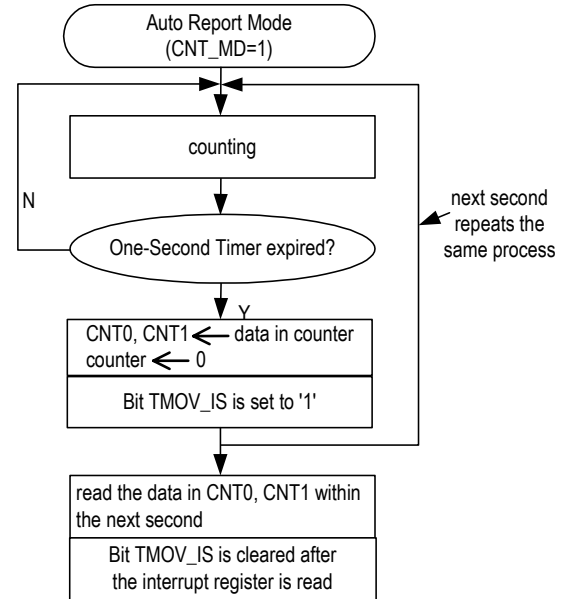 Auto Report Mode
(CNT_MD=1)
counting
N
next second
repeats the
same process
One-Second Timer expired?
Y
CNT0, CNT1 ← data in counter
counter ← 0
Bit TMOV_IS is set to '1'
read the data in CNT0, CNT1 within
the next second
Bit TMOV_IS is cleared after
the interrupt register is read